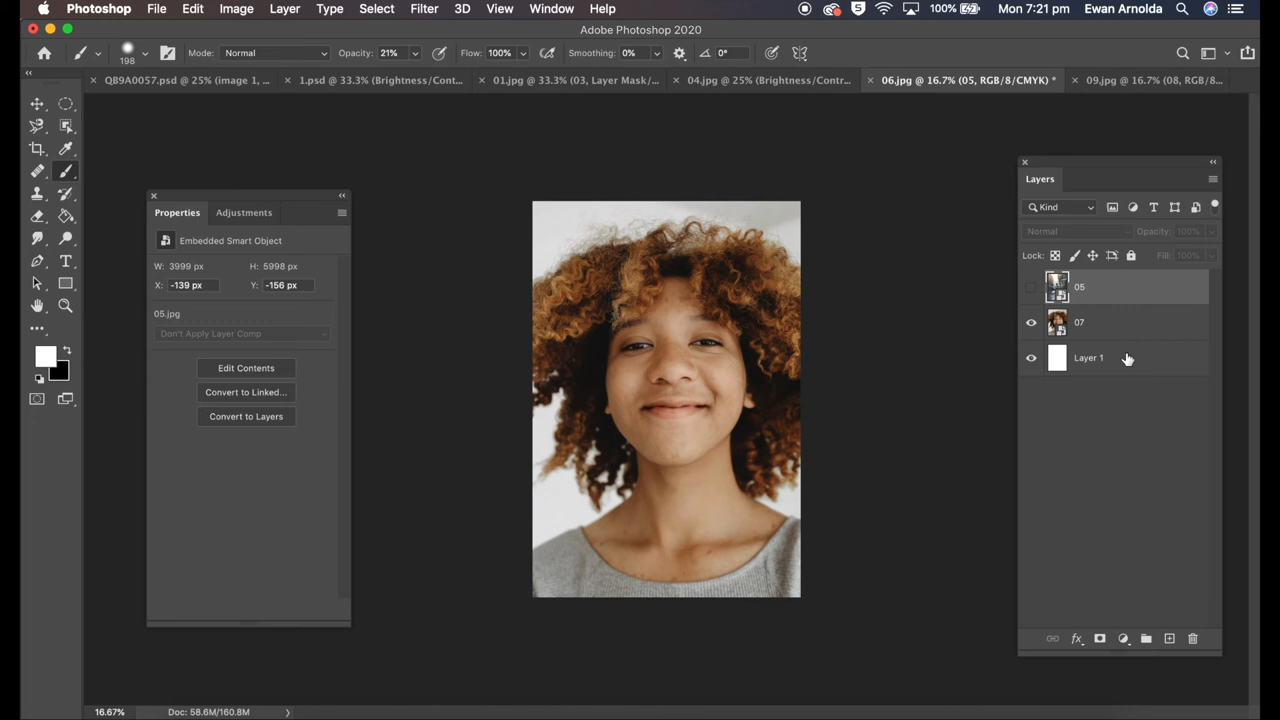 Photoshop File Edit Image Layer Type Select Filter 3D View Window Help 5 100% Mon 7:21 pm Ewan Arnolda
Adobe Photoshop 2020
198 Mode: Normal Opacity: 21% Flow: 100% Smoothing: 0% 0°
QB9A0057.psd @ 25% (image 1, ... 1.psd @ 33.3% (Brightness/Cont... 01.jpg @ 33.3% (03, Layer Mask/... 04.jpg @ 25% (Brightness/Contr... 06.jpg @ 16.7% (05, RGB/8/CMYK) * 09.jpg @ 16.7% (08, RGB/8...
Properties Adjustments
Embedded Smart Object
W: 3999 px H: 5998 px
X: -139 px Y: -156 px
05.jpg
Don't Apply Layer Comp
Edit Contents
Convert to Linked...
Convert to Layers
Layers
Kind
Normal Opacity: 100%
Lock: Fill: 100%
05
07
Layer 1
fx
16.67% Doc: 58.6M/160.8M